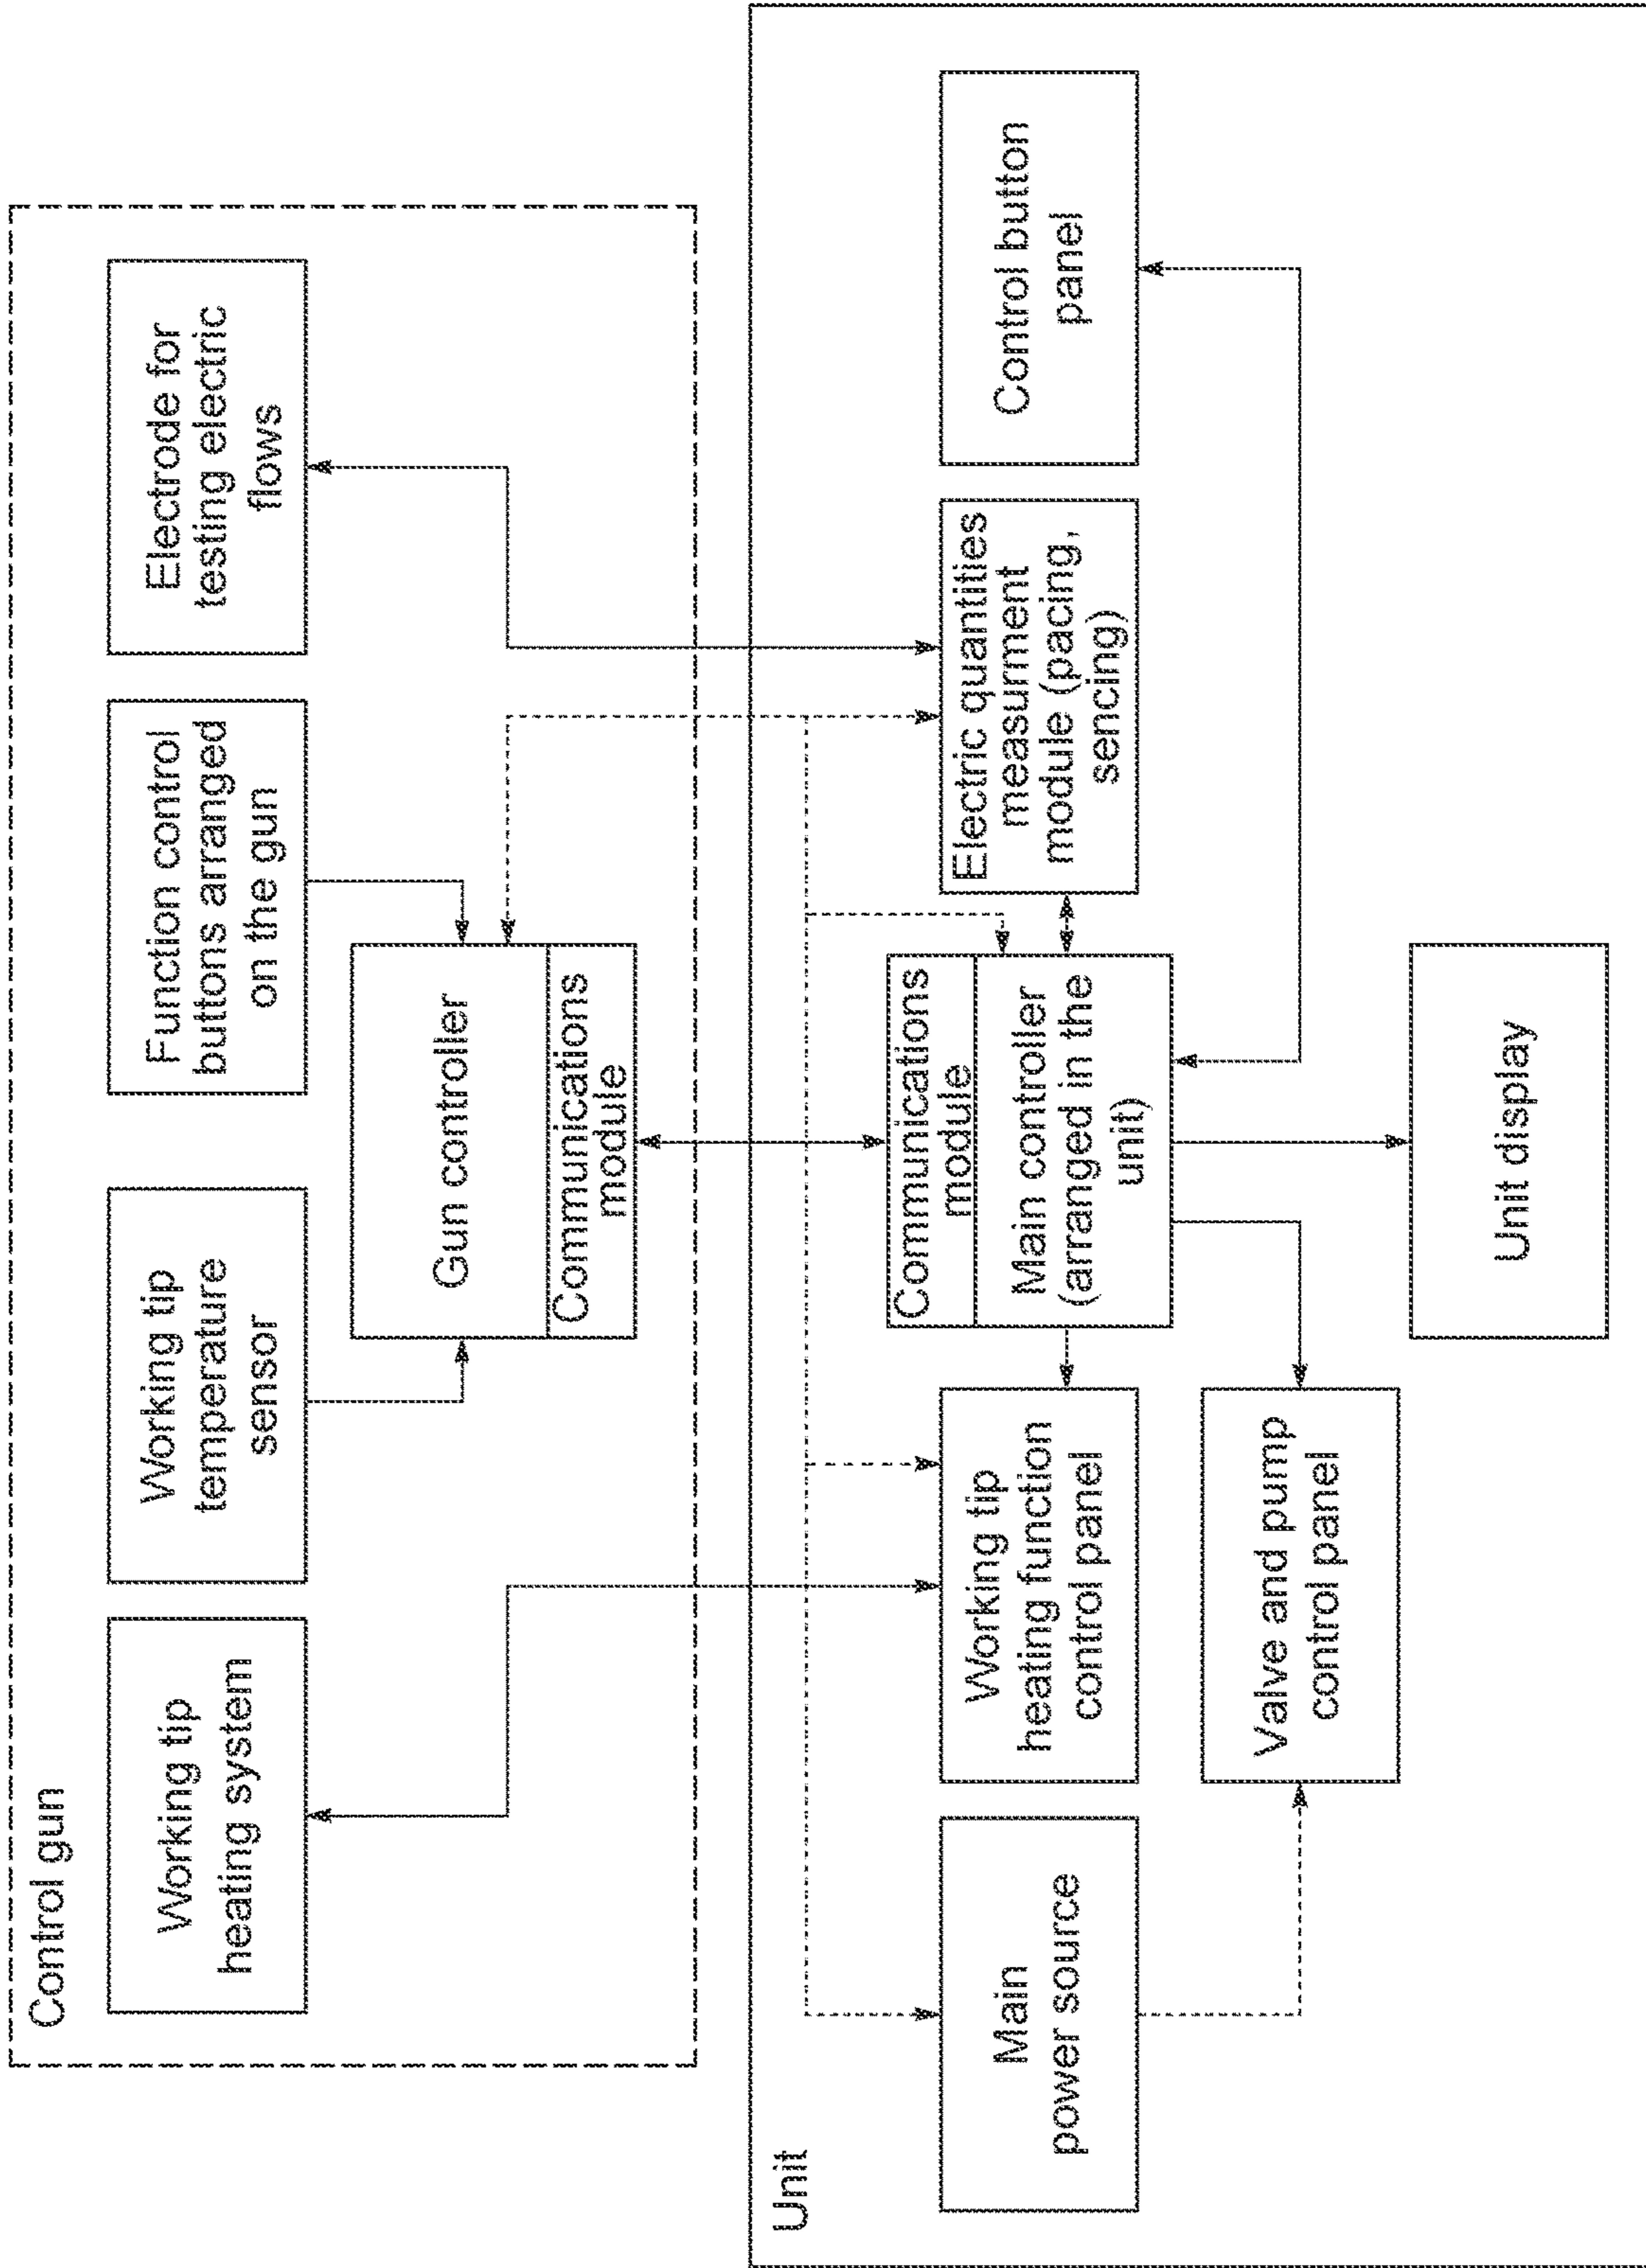 Control gun
Working tip
heating system
Working tip
temperature
sensor
Function control
buttons arranged
on the gun
Electrode for
testing electric
flows
Gun controller
Communications
module
Unit
Main
power source
Working tip
heating function
control panel
Communications
module
Main controller
(arranged in the
unit)
Electric quantities
measurment
module (pacing,
sencing)
Control button
panel
Valve and pump
control panel
Unit display